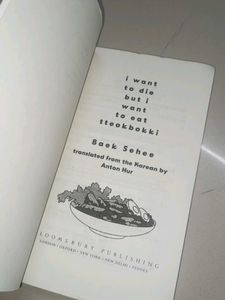 i want
to die
but i
want
to eat
tteokbokki
Baek Sehee
translated from the Korean by
Anton Hur
BLOOMSBURY PUBLISHING
LONDON • OXFORD • NEW YORK • NEW DELHI • SYDNEY